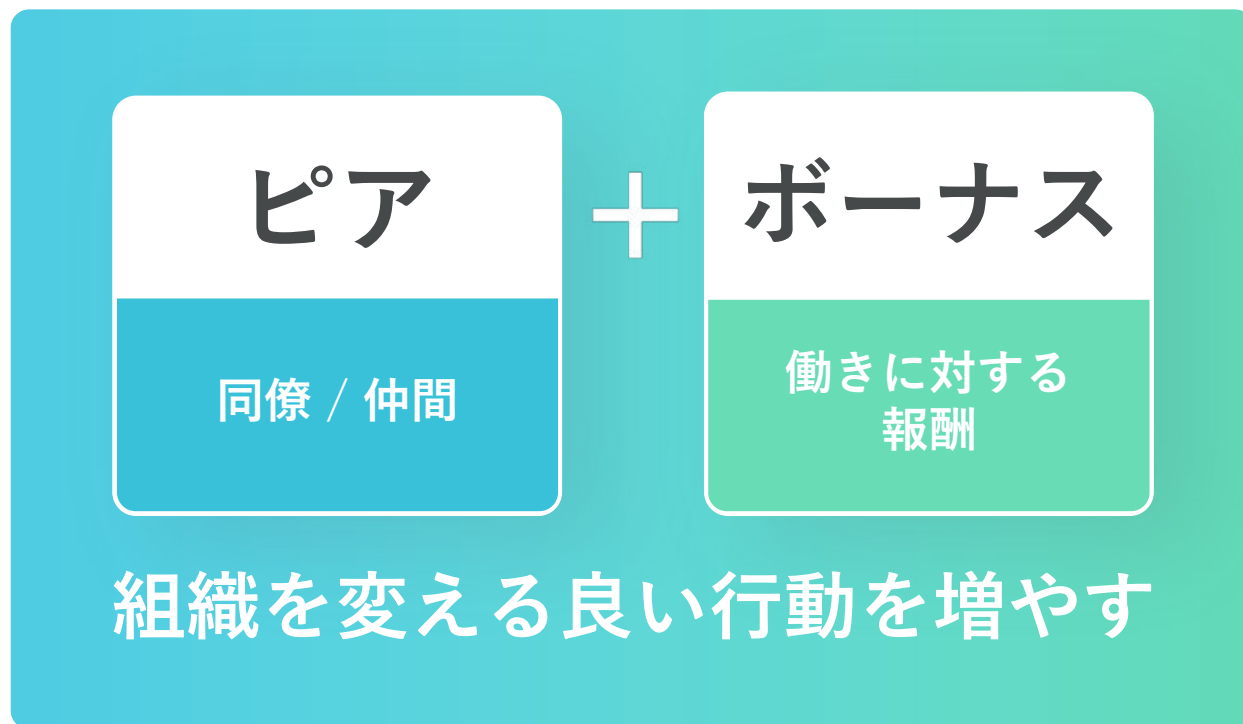 ピア
+
ボーナス
同僚 / 仲間
働きに対する
報酬
組織を変える良い行動を増やす